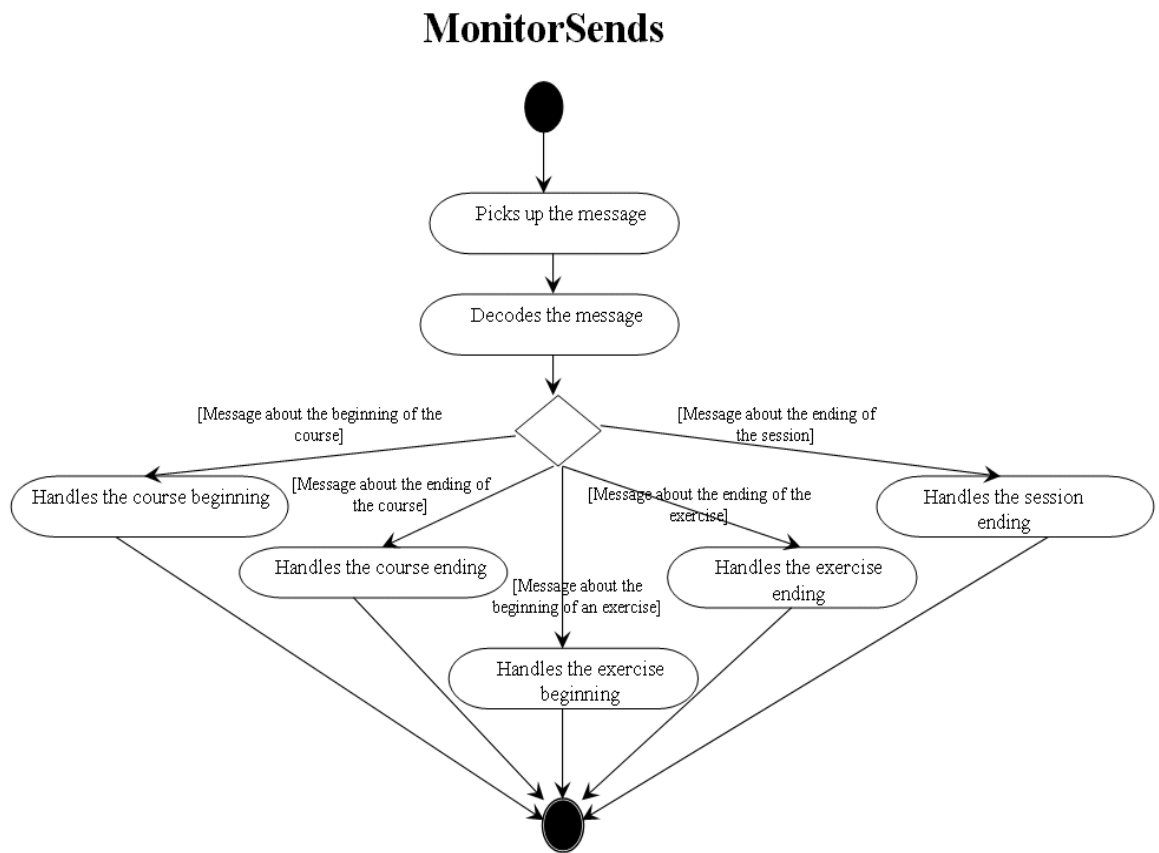 MonitorSends
Picks up the message
Decodes the message
[Message about the beginning of the
course]
[Message about the ending of
the session]
Handles the course beginning
[Message about the ending of
the course]
[Message about the ending of the
exercise]
Handles the session
ending
Handles the course ending
[Message about the
beginning of an exercise]
Handles the exercise
ending
Handles the exercise
beginning